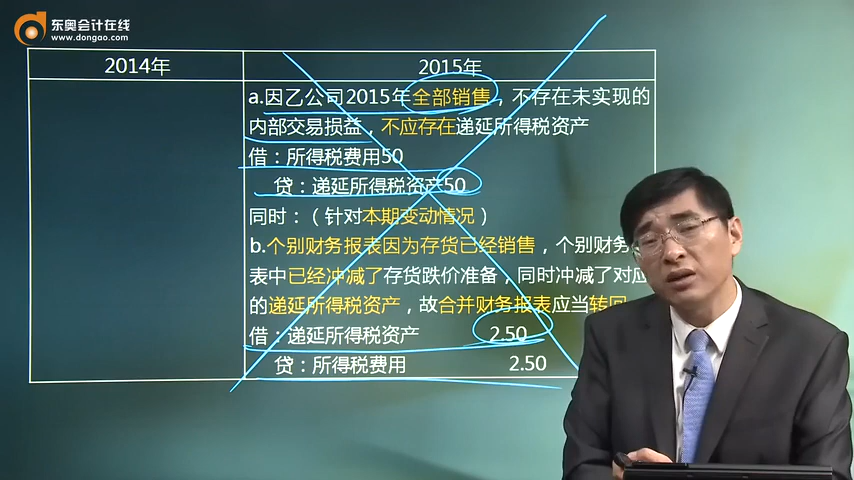 东奥会计在线
www.dongao.com
2014年 2015年
a.因乙公司2015年全部销售，不存在未实现的
内部交易损益，不应存在递延所得税资产
借：所得税费用50
贷：递延所得税资产50
同时：（针对本期变动情况）
b.个别财务报表因为存货已经销售，个别财务
表中已经冲减了存货跌价准备，同时冲减了对应
的递延所得税资产，故合并财务报表应当转回
借：递延所得税资产 2.50
贷：所得税费用 2.50